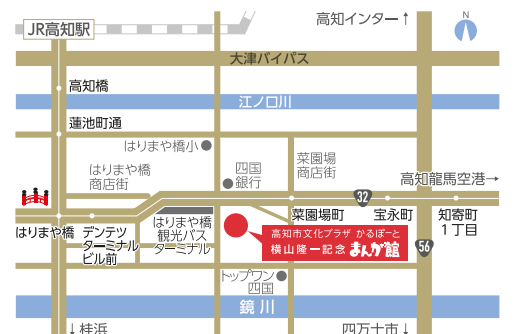 高知インター↑
N
JR高知駅
大津バイパス
高知橋
江ノ口川
蓮池町通
はりまや橋小
はりまや橋
商店街
四国
銀行
菜園場
商店街
高知龍馬空港→
32
はりまや橋
デンテツ
ターミナル
ビル前
はりまや橋
観光バス
ターミナル
菜園場町
宝永町
知寄町
1丁目
高知市文化プラザ かるぽーと
横山隆一記念 まんが館
56
トップワン
四国
鏡川
↓桂浜
四万十市↓